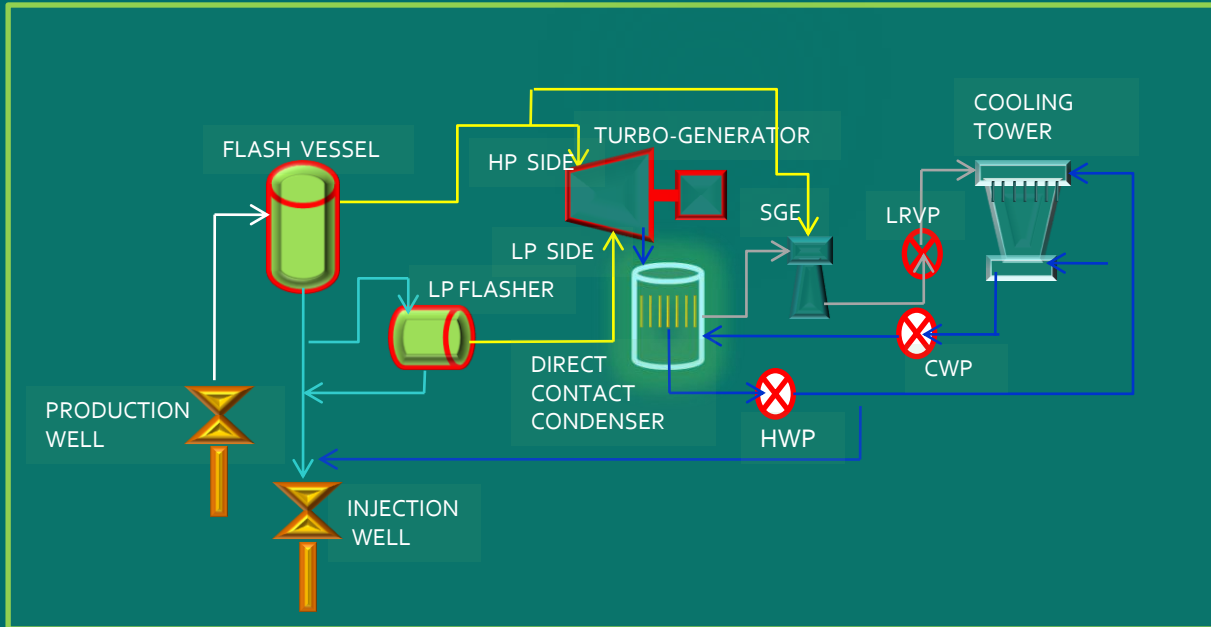 COOLING
TOWER
TURBO-GENERATOR
FLASH VESSEL
HP SIDE
SGE
LRVP
LP SIDE
LP FLASHER
DIRECT
CONTACT
CONDENSER
CWP
PRODUCTION
WELL
HWP
INJECTION
WELL